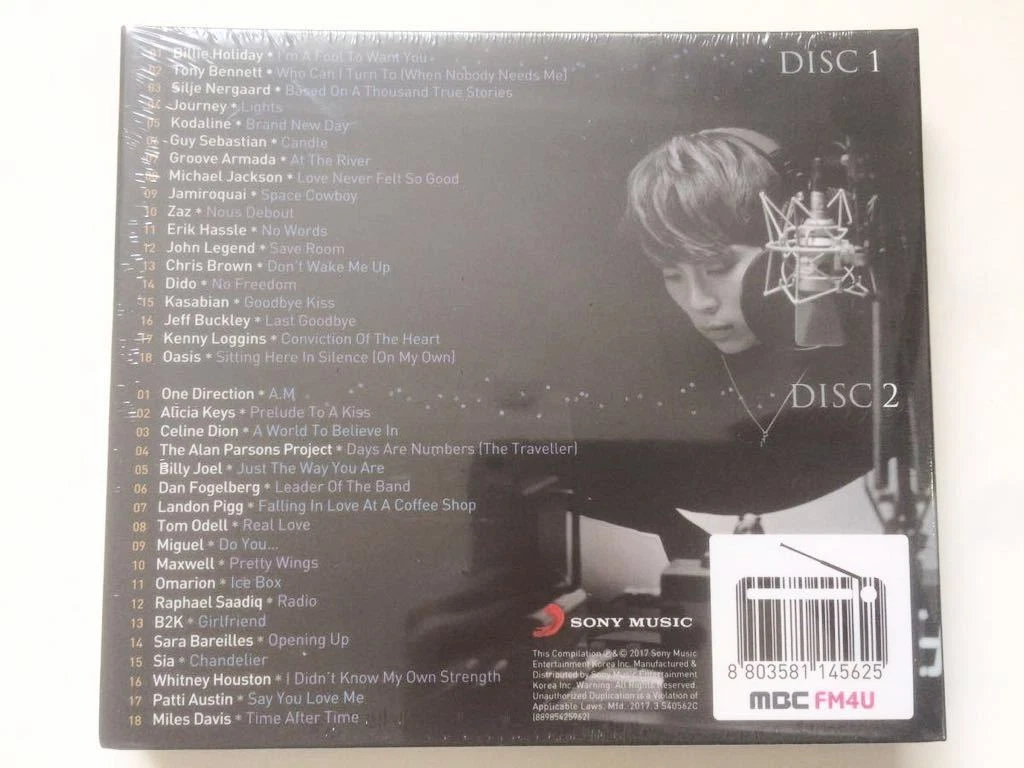 DISC 1
01 Billie Holiday * I'm A Fool To Want You
02 Tony Bennett * Who Can I Turn To (When Nobody Needs Me)
03 Silje Nergaard * Based On A Thousand True Stories
04 Journey * Lights
05 Kodaline * Brand New Day
06 Guy Sebastian * Candle
07 Groove Armada * At The River
08 Michael Jackson * Love Never Felt So Good
09 Jamiroquai * Space Cowboy
10 Zaz * Nous Debout
11 Erik Hassle * No Words
12 John Legend * Save Room
13 Chris Brown * Don't Wake Me Up
14 Dido * No Freedom
15 Kasabian * Goodbye Kiss
16 Jeff Buckley * Last Goodbye
17 Kenny Loggins * Conviction Of The Heart
18 Oasis * Sitting Here In Silence (On My Own)
DISC 2
01 One Direction * A.M
02 Alicia Keys * Prelude To A Kiss
03 Celine Dion * A World To Believe In
04 The Alan Parsons Project * Days Are Numbers (The Traveller)
05 Billy Joel * Just The Way You Are
06 Dan Fogelberg * Leader Of The Band
07 Landon Pigg * Falling In Love At A Coffee Shop
08 Tom Odell * Real Love
09 Miguel * Do You...
10 Maxwell * Pretty Wings
11 Omarion * Ice Box
12 Raphael Saadiq * Radio
13 B2K * Girlfriend
14 Sara Bareilles * Opening Up
15 Sia * Chandelier
16 Whitney Houston * I Didn't Know My Own Strength
17 Patti Austin * Say You Love Me
18 Miles Davis * Time After Time
SONY MUSIC
This Compilation ℗&© 2017 Sony Music
Entertainment Korea Inc. Manufactured &
Distributed by Sony Music Entertainment
Korea Inc. Warning: All Rights Reserved.
Unauthorized Duplication is a Violation of
Applicable Laws. Mfd. 2017.3 S40562C
(88985425962)
8 803581 145625
MBC FM4U